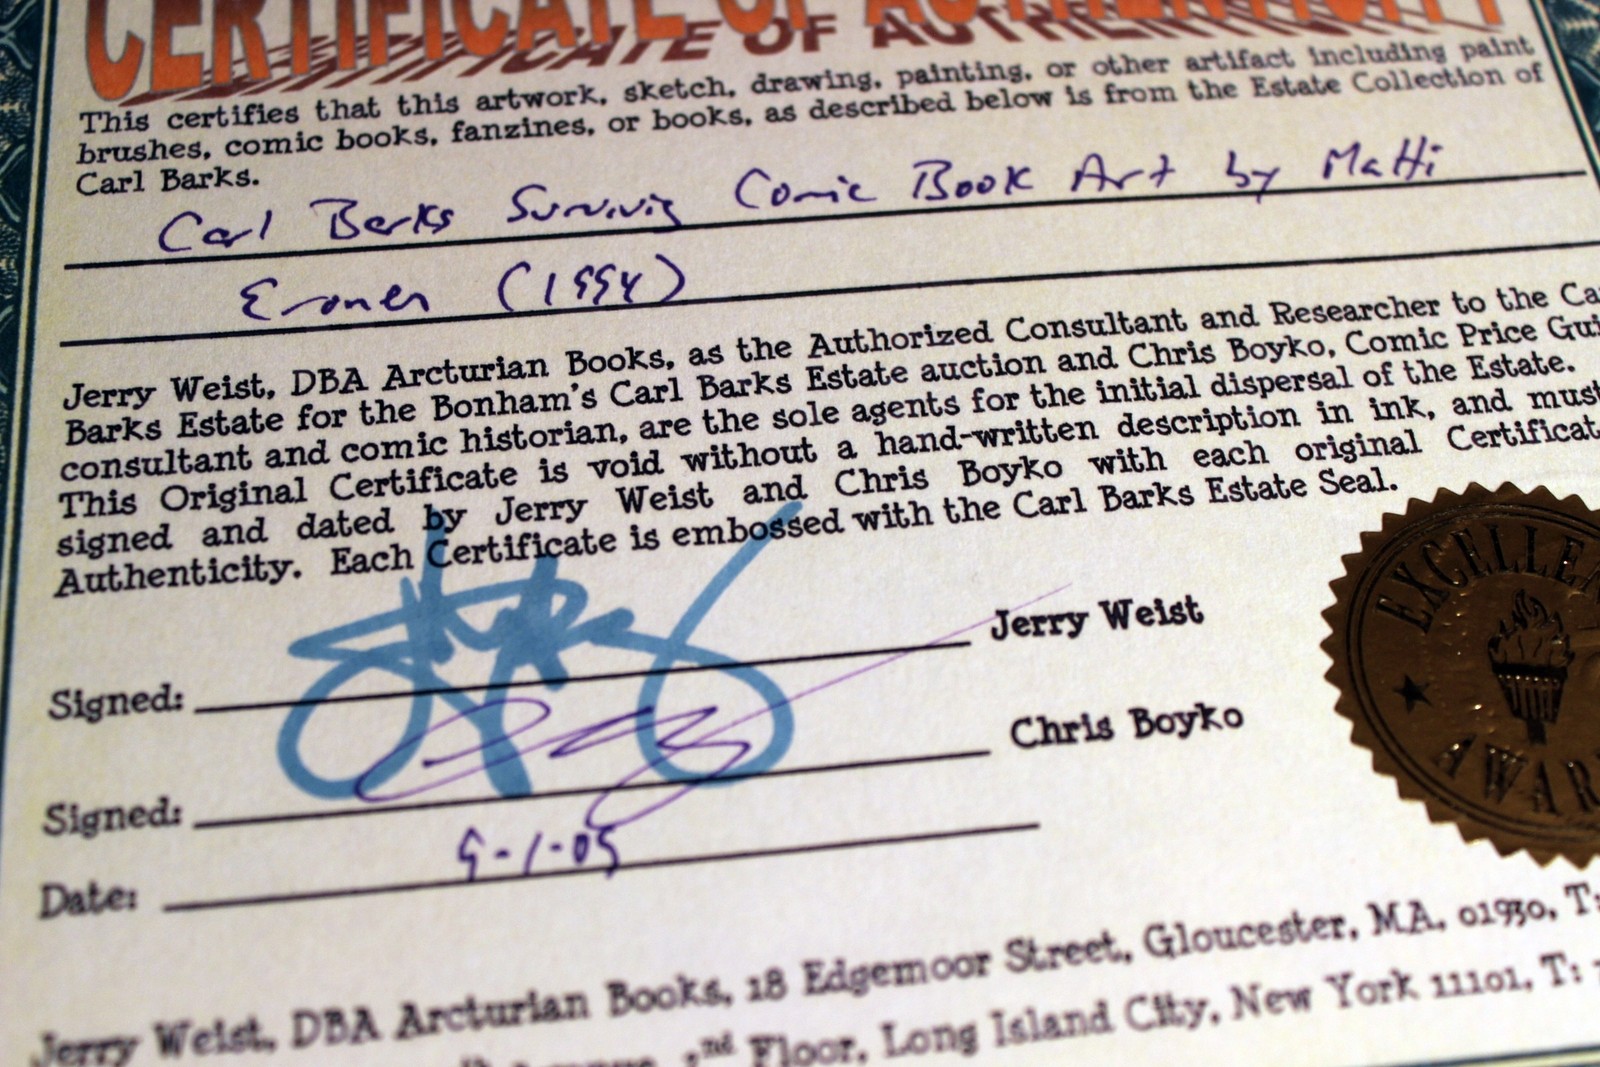 CERTIFICATE OF AUTHENTICITY
This certifies that this artwork, sketch, drawing, painting, or other artifact including paint
brushes, comic books, fanzines, or books, as described below is from the Estate Collection of
Carl Barks.
Carl Barks Surviving Comic Book Art by Matti
Eronen (1994)
Jerry Weist, DBA Arcturian Books, as the Authorized Consultant and Researcher to the Ca
Barks Estate for the Bonham's Carl Barks Estate auction and Chris Boyko, Comic Price Gui
consultant and comic historian, are the sole agents for the initial dispersal of the Estate.
This Original Certificate is void without a hand-written description in ink, and must
signed and dated by Jerry Weist and Chris Boyko with each original Certificat
Authenticity. Each Certificate is embossed with the Carl Barks Estate Seal.
Signed: Jerry Weist
Signed: Chris Boyko
Date: 9-1-05
EXCELLEN
AWAR
Jerry Weist, DBA Arcturian Books, 18 Edgemoor Street, Gloucester, MA, 01930, T:
nd Floor, Long Island City, New York 11101, T: